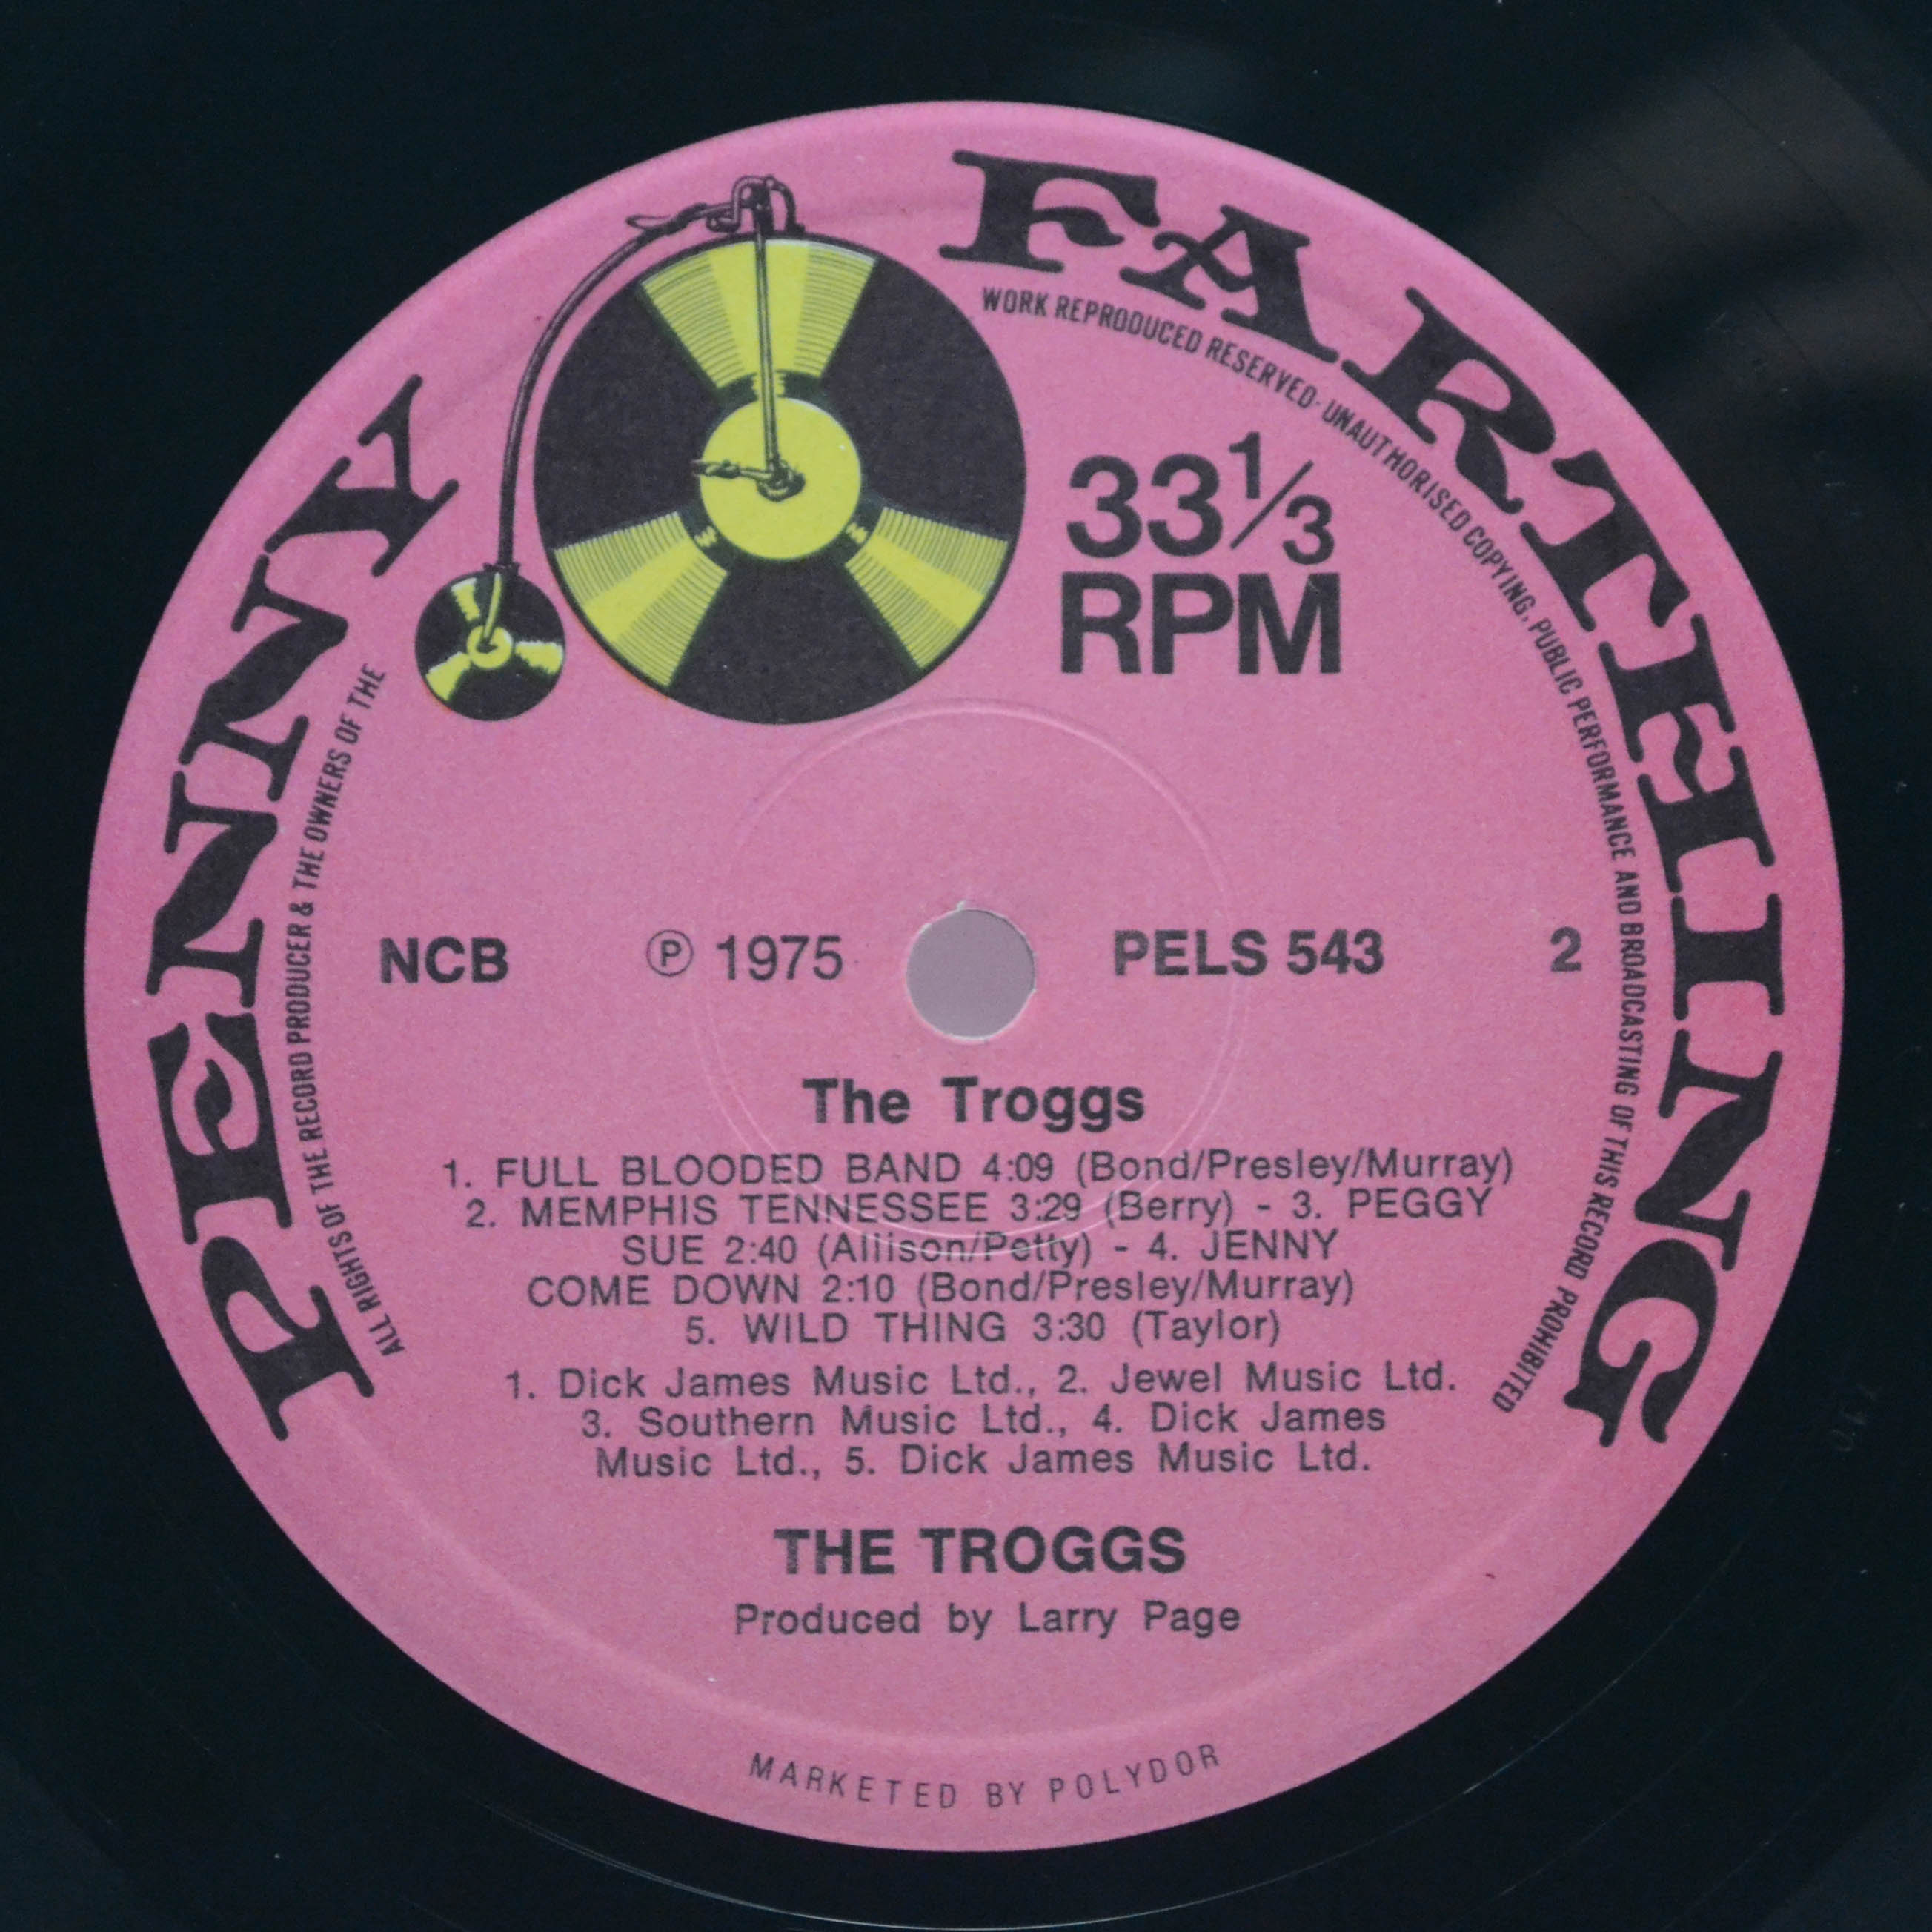 PENNY FARTHING
ALL RIGHTS OF THE RECORD PRODUCER & THE OWNERS OF THE WORK REPRODUCED RESERVED· UNAUTHORISED COPYING, PUBLIC PERFORMANCE AND BROADCASTING OF THIS RECORD PROHIBITED
33 1/3
RPM
NCB ℗ 1975 PELS 543 2
The Troggs
1. FULL BLOODED BAND 4:09 (Bond/Presley/Murray)
2. MEMPHIS TENNESSEE 3:29 (Berry) - 3. PEGGY
SUE 2:40 (Allison/Petty) - 4. JENNY
COME DOWN 2:10 (Bond/Presley/Murray)
5. WILD THING 3:30 (Taylor)
1. Dick James Music Ltd., 2. Jewel Music Ltd.
3. Southern Music Ltd., 4. Dick James
Music Ltd., 5. Dick James Music Ltd.
THE TROGGS
Produced by Larry Page
MARKETED BY POLYDOR